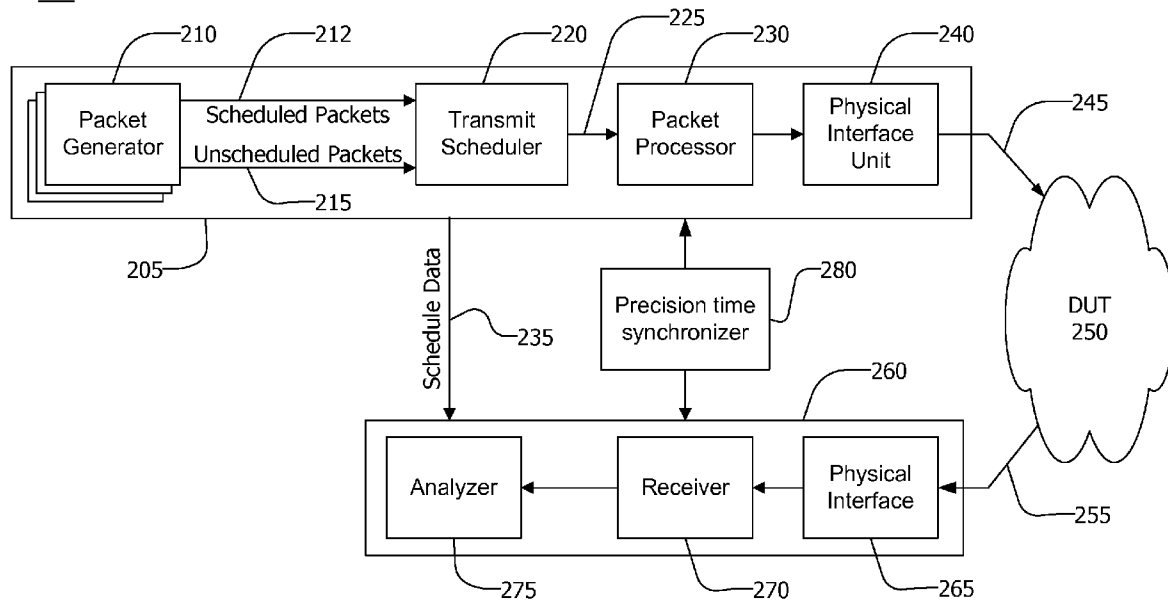 210
212
220
225
230
240
Packet
Generator
Scheduled Packets
Unscheduled Packets
Transmit
Scheduler
Packet
Processor
Physical
Interface
Unit
245
215
205
Schedule Data
235
Precision time
synchronizer
280
DUT
250
260
Analyzer
Receiver
Physical
Interface
255
275
270
265